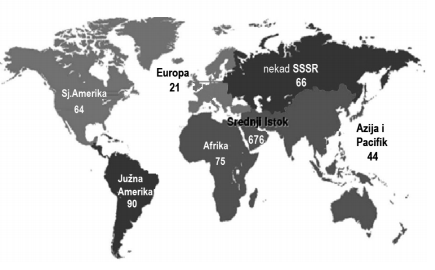 Sj.Amerika
64
Europa
21
nekad SSSR
66
Srednji Istok
676
Afrika
75
Azija i
Pacifik
44
Južna
Amerika
90